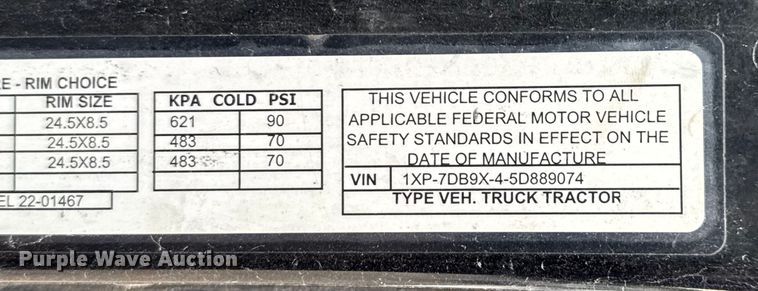 RE - RIM CHOICE
RIM SIZE
24.5X8.5
24.5X8.5
24.5X8.5
EL 22-01467
KPA COLD PSI
621 90
483 70
483 70
THIS VEHICLE CONFORMS TO ALL
APPLICABLE FEDERAL MOTOR VEHICLE
SAFETY STANDARDS IN EFFECT ON THE
DATE OF MANUFACTURE
VIN 1XP-7DB9X-4-5D889074
TYPE VEH. TRUCK TRACTOR
Purple Wave Auction